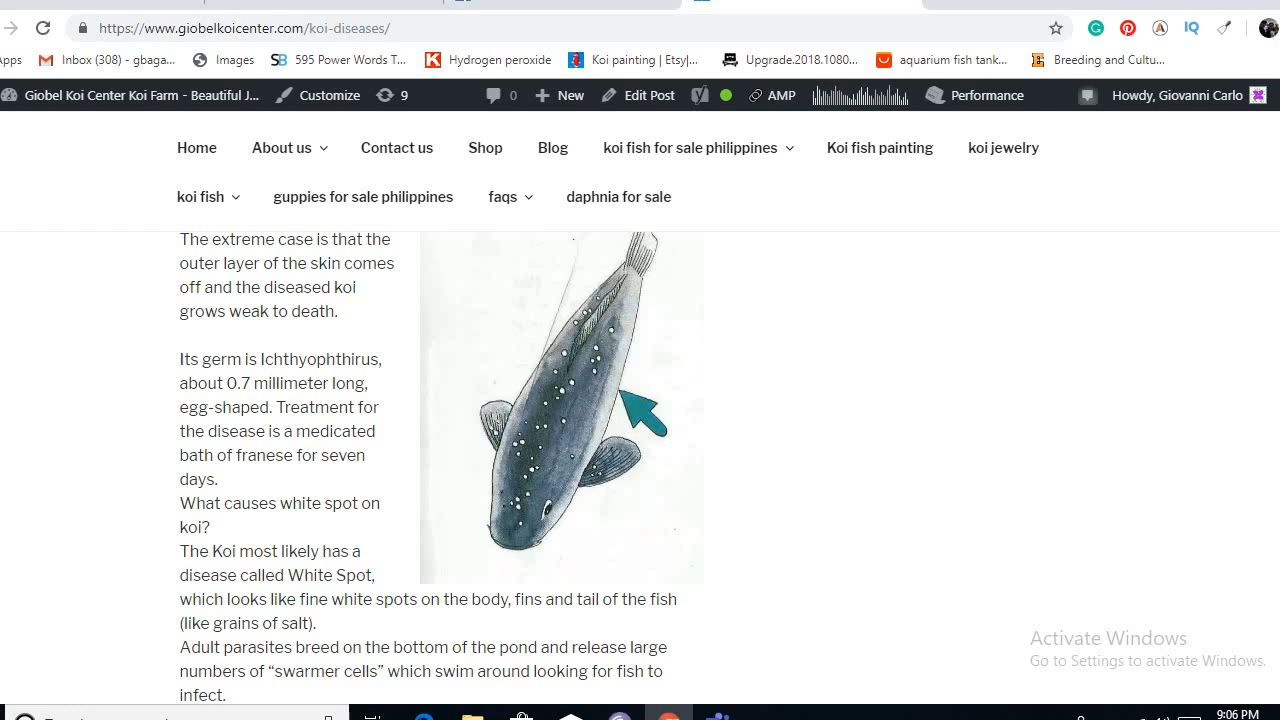 https://www.giobelkoicenter.com/koi-diseases/
pps Inbox (308) - gbaga... Images 595 Power Words T... Hydrogen peroxide Koi painting | Etsy|... Upgrade.2018.1080... aquarium fish tank... Breeding and Cultu...
Giobel Koi Center Koi Farm - Beautiful J... Customize 9 0 New Edit Post AMP Performance Howdy, Giovanni Carlo
Home About us Contact us Shop Blog koi fish for sale philippines Koi fish painting koi jewelry
koi fish guppies for sale philippines faqs daphnia for sale
The extreme case is that the
outer layer of the skin comes
off and the diseased koi
grows weak to death.
Its germ is Ichthyophthirus,
about 0.7 millimeter long,
egg-shaped. Treatment for
the disease is a medicated
bath of franese for seven
days.
What causes white spot on
koi?
The Koi most likely has a
disease called White Spot,
which looks like fine white spots on the body, fins and tail of the fish
(like grains of salt).
Adult parasites breed on the bottom of the pond and release large
numbers of “swarmer cells” which swim around looking for fish to
infect.
Activate Windows
Go to Settings to activate Windows.
9:06 PM